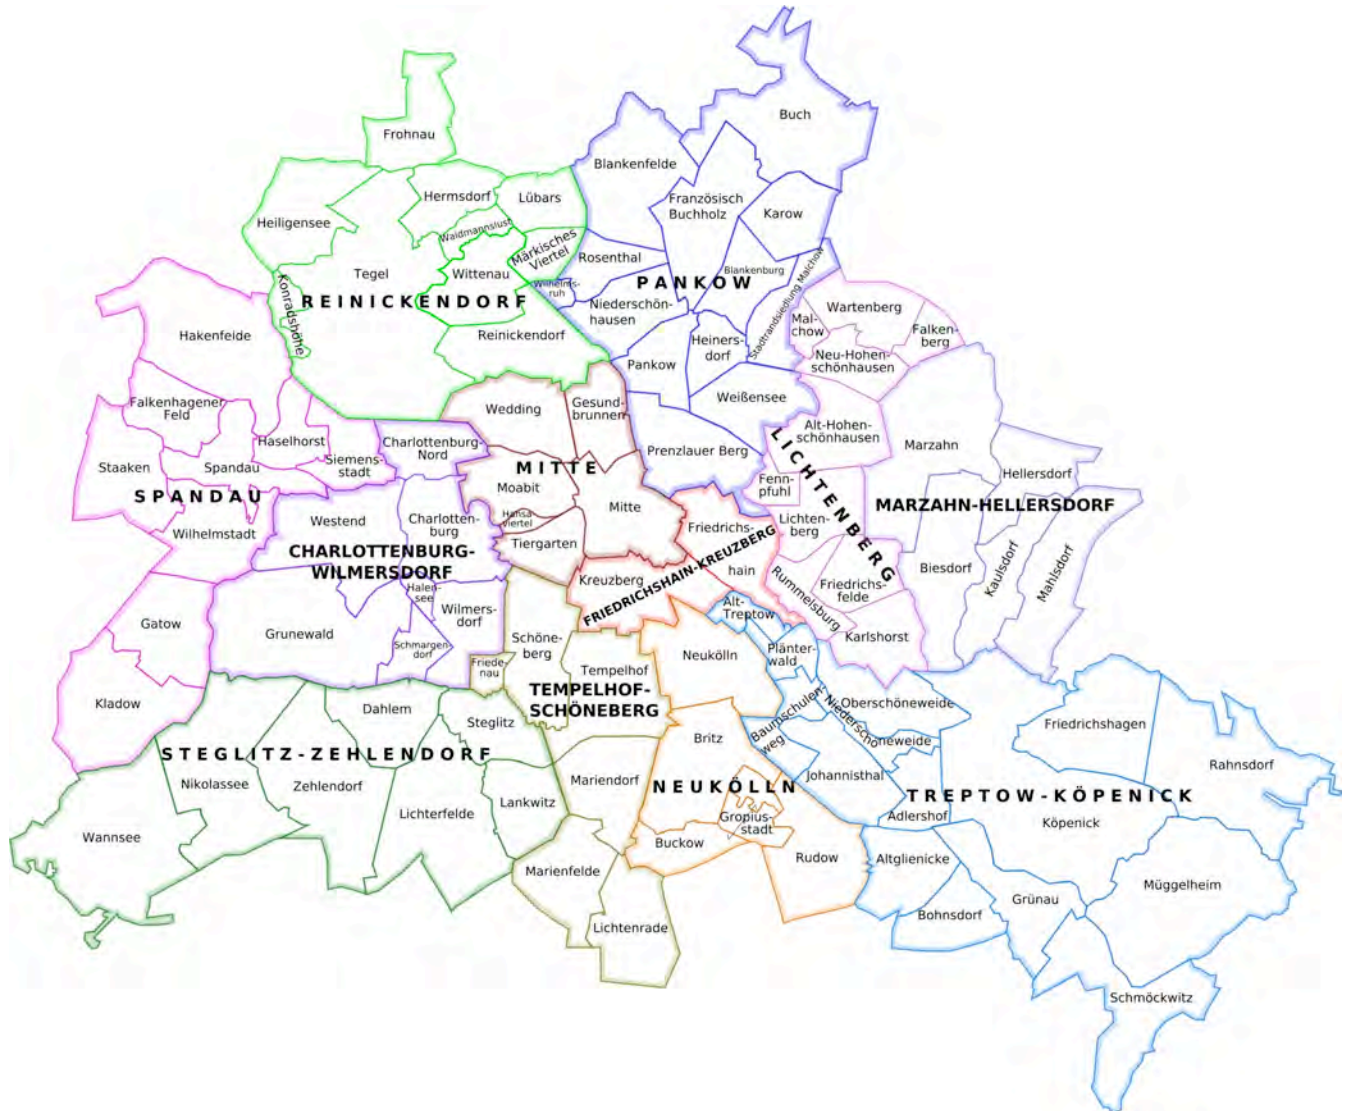 Buch
Frohnau
Blankenfelde
Hermsdorf
Lübars
Französisch
Buchholz
Karow
Heiligensee
Waidmannslust
Märkisches
Viertel
Rosenthal
Tegel
Wittenau
Blankenburg
Stadtrandsiedlung Malchow
PANKOW
Wilhelms-
ruh
Konradshöhe
REINICKENDORF
Niederschön-
hausen
Wartenberg
Mal-
chow
Falken-
berg
Hakenfelde
Reinickendorf
Heiners-
dorf
Neu-Hohen-
schönhausen
Pankow
Weißensee
Falkenhagener
Feld
Wedding
Gesund-
brunnen
Haselhorst
Charlottenburg-
Nord
Alt-Hohen-
schönhausen
Marzahn
Prenzlauer Berg
Siemens-
stadt
Staaken
Spandau
MITTE
LICHTENBERG
Hellersdorf
SPANDAU
Moabit
Mitte
Fenn-
pfuhl
MARZAHN-HELLERSDORF
Westend
Charlotten-
burg
Hansa
viertel
Wilhelmstadt
Tiergarten
Friedrichs-
hain
Lichten-
berg
CHARLOTTENBURG-
WILMERSDORF
FRIEDRICHSHAIN-KREUZBERG
Kreuzberg
Biesdorf
Kaulsdorf
Mahlsdorf
Halen-
see
Rummelsburg
Friedrichs-
felde
Gatow
Grunewald
Wilmers-
dorf
Alt-
Treptow
Schmargen-
dorf
Schöne-
berg
Karlshorst
Friede-
nau
Tempelhof
Neukölln
Plänter-
wald
TEMPELHOF-
SCHÖNEBERG
Kladow
Dahlem
Steglitz
Baumschulen-
weg
Niederschöneweide
Oberschöneweide
Friedrichshagen
Britz
STEGLITZ-ZEHLENDORF
Rahnsdorf
Nikolassee
Zehlendorf
Mariendorf
Johannisthal
NEUKÖLLN
TREPTOW-KÖPENICK
Lankwitz
Lichterfelde
Gropius-
stadt
Adlershof
Köpenick
Wannsee
Buckow
Rudow
Altglienicke
Marienfelde
Müggelheim
Grünau
Bohnsdorf
Lichtenrade
Schmöckwitz